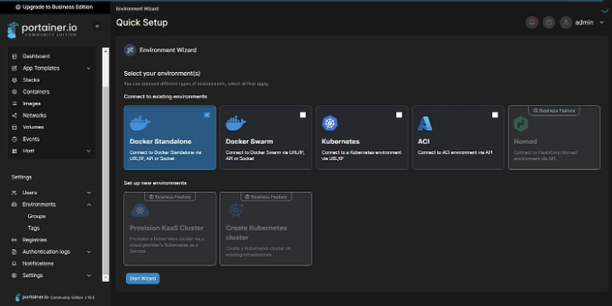 Upgrade to Business Edition
portainer.io
COMMUNITY EDITION
Dashboard
App Templates
Stacks
Containers
Images
Networks
Volumes
Events
Host
Settings
Users
Environments
Groups
Tags
Registries
Authentication logs
Notifications
Settings
portainer.io Community Edition
Environment Wizard
Quick Setup
admin
Environment Wizard
Select your environment(s)
You can onboard different types of environments, select all that apply.
Connect to existing environments
Docker Standalone
Connect to Docker Standalone via
URL/IP, API or Socket
Docker Swarm
Connect to Docker Swarm via URL/IP,
API or Socket
Kubernetes
Connect to a Kubernetes environment
via URL/IP
ACI
Connect to ACI environment via API
Business Feature
Nomad
Connect to HashiCorp Nomad
environment via API
Set up new environments
Business Feature
Provision KaaS Cluster
Provision a Kubernetes cluster via a
cloud provider's Kubernetes as a
Service
Business Feature
Create Kubernetes
cluster
Create a Kubernetes cluster on
existing infrastructure
Start Wizard